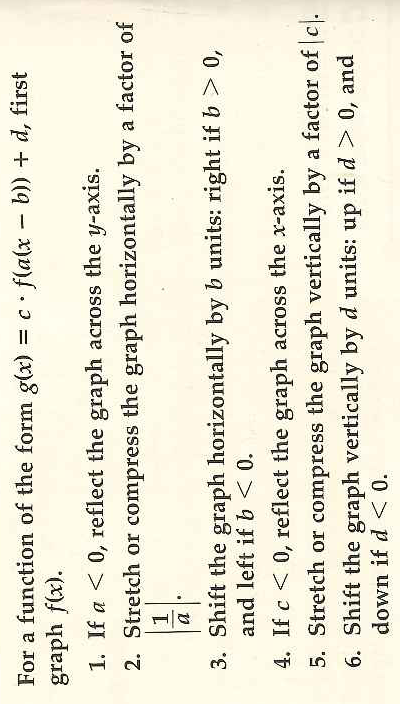 For a function of the form g(x) = c · f(a(x − b)) + d, first
graph f(x).
1. If a < 0, reflect the graph across the y-axis.
2. Stretch or compress the graph horizontally by a factor of
|1/a|.
3. Shift the graph horizontally by b units: right if b > 0,
and left if b < 0.
4. If c < 0, reflect the graph across the x-axis.
5. Stretch or compress the graph vertically by a factor of |c|.
6. Shift the graph vertically by d units: up if d > 0, and
down if d < 0.